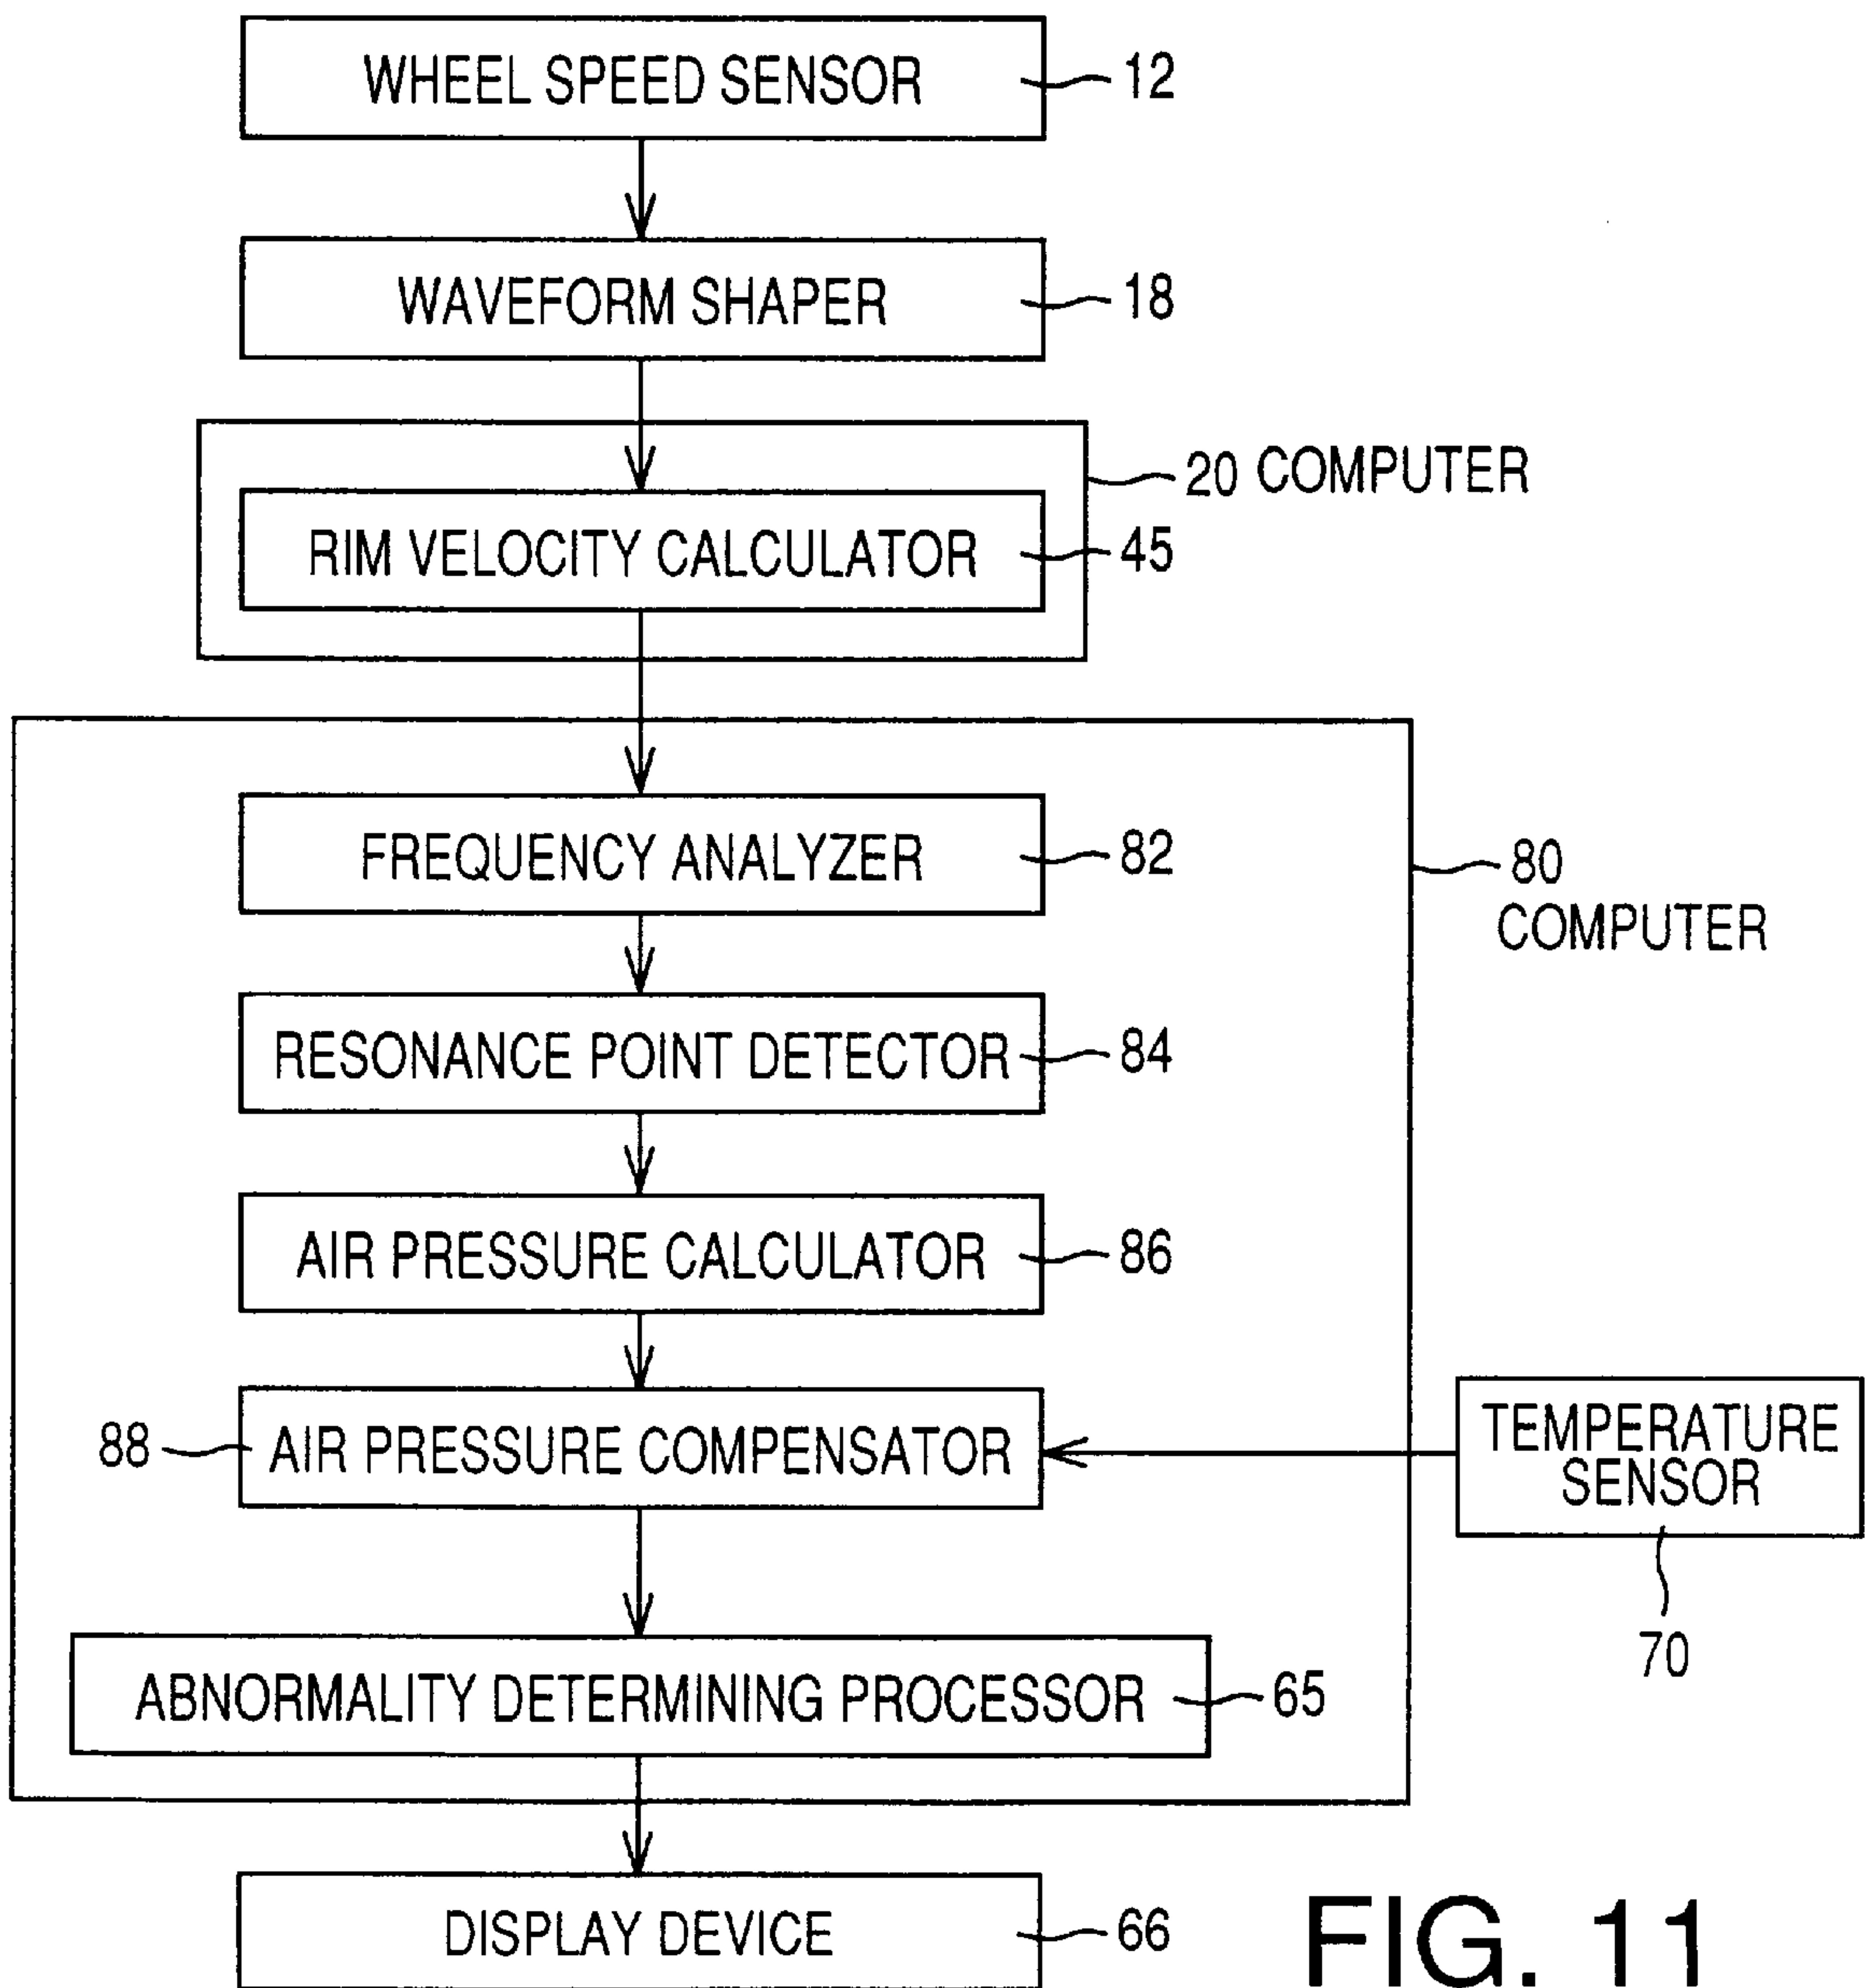 WHEEL SPEED SENSOR
12
WAVEFORM SHAPER
18
20 COMPUTER
RIM VELOCITY CALCULATOR
45
FREQUENCY ANALYZER
82
80
COMPUTER
RESONANCE POINT DETECTOR
84
AIR PRESSURE CALCULATOR
86
88
AIR PRESSURE COMPENSATOR
TEMPERATURE
SENSOR
70
ABNORMALITY DETERMINING PROCESSOR
65
DISPLAY DEVICE
66
FIG. 11